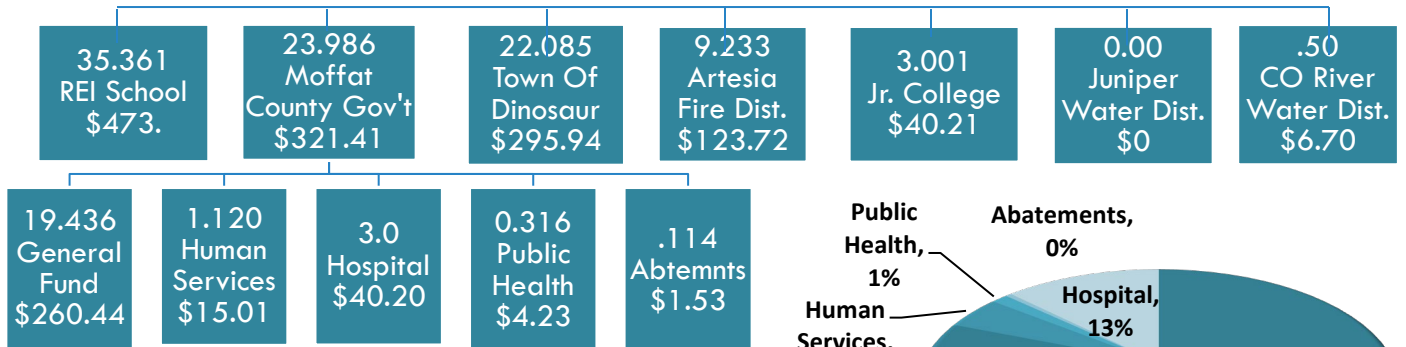 35.361
REI School
$473.
23.986
Moffat
County Gov't
$321.41
22.085
Town Of
Dinosaur
$295.94
9.233
Artesia
Fire Dist.
$123.72
3.001
Jr. College
$40.21
0.00
Juniper
Water Dist.
$0
.50
CO River
Water Dist.
$6.70
19.436
General
Fund
$260.44
1.120
Human
Services
$15.01
3.0
Hospital
$40.20
0.316
Public
Health
$4.23
.114
Abtemnts
$1.53
Public
Health,
1%
Abatements,
0%
Human
Services,
Hospital,
13%